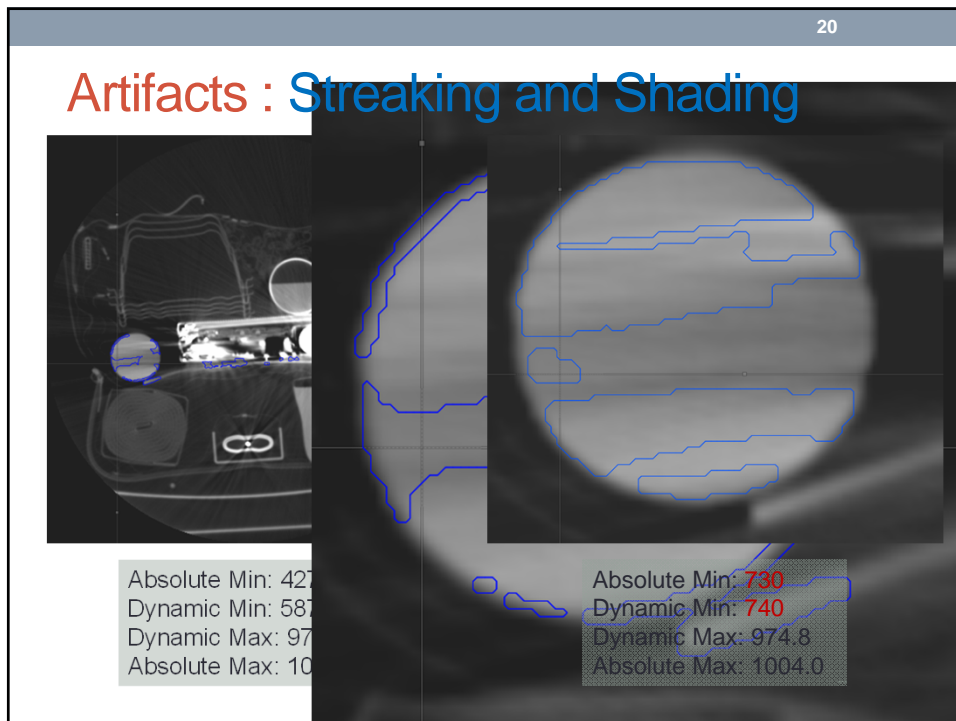 20
Artifacts : Streaking and Shading
Absolute Min: 427
Dynamic Min: 587
Dynamic Max: 97
Absolute Max: 10
Absolute Min: 730
Dynamic Min: 740
Dynamic Max: 974.8
Absolute Max: 1004.0